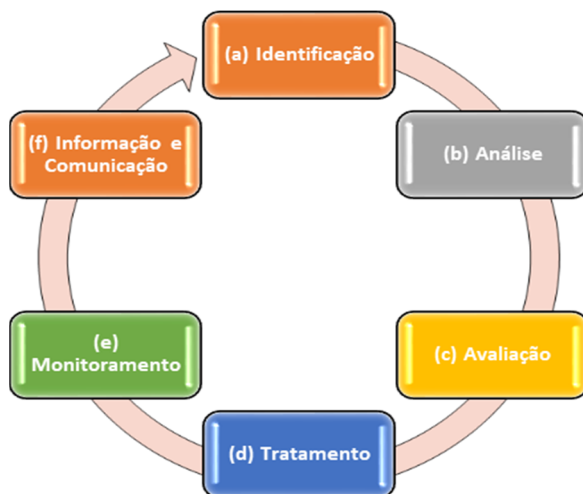 (a) Identificação
(b) Análise
(c) Avaliação
(d) Tratamento
(e)
Monitoramento
(f) Informação e
Comunicação